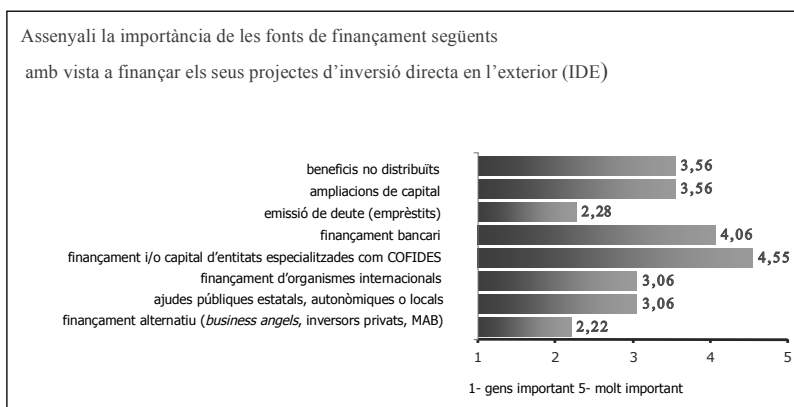 Assenyali la importància de les fonts de finançament següents
amb vista a finançar els seus projectes d’inversió directa en l’exterior (IDE)
beneficis no distribuïts 3,56
ampliacions de capital 3,56
emissió de deute (emprèstits) 2,28
finançament bancari 4,06
finançament i/o capital d’entitats especialitzades com COFIDES 4,55
finançament d’organismes internacionals 3,06
ajudes públiques estatals, autonòmiques o locals 3,06
finançament alternatiu (business angels, inversors privats, MAB) 2,22
1 2 3 4 5
1- gens important 5- molt important